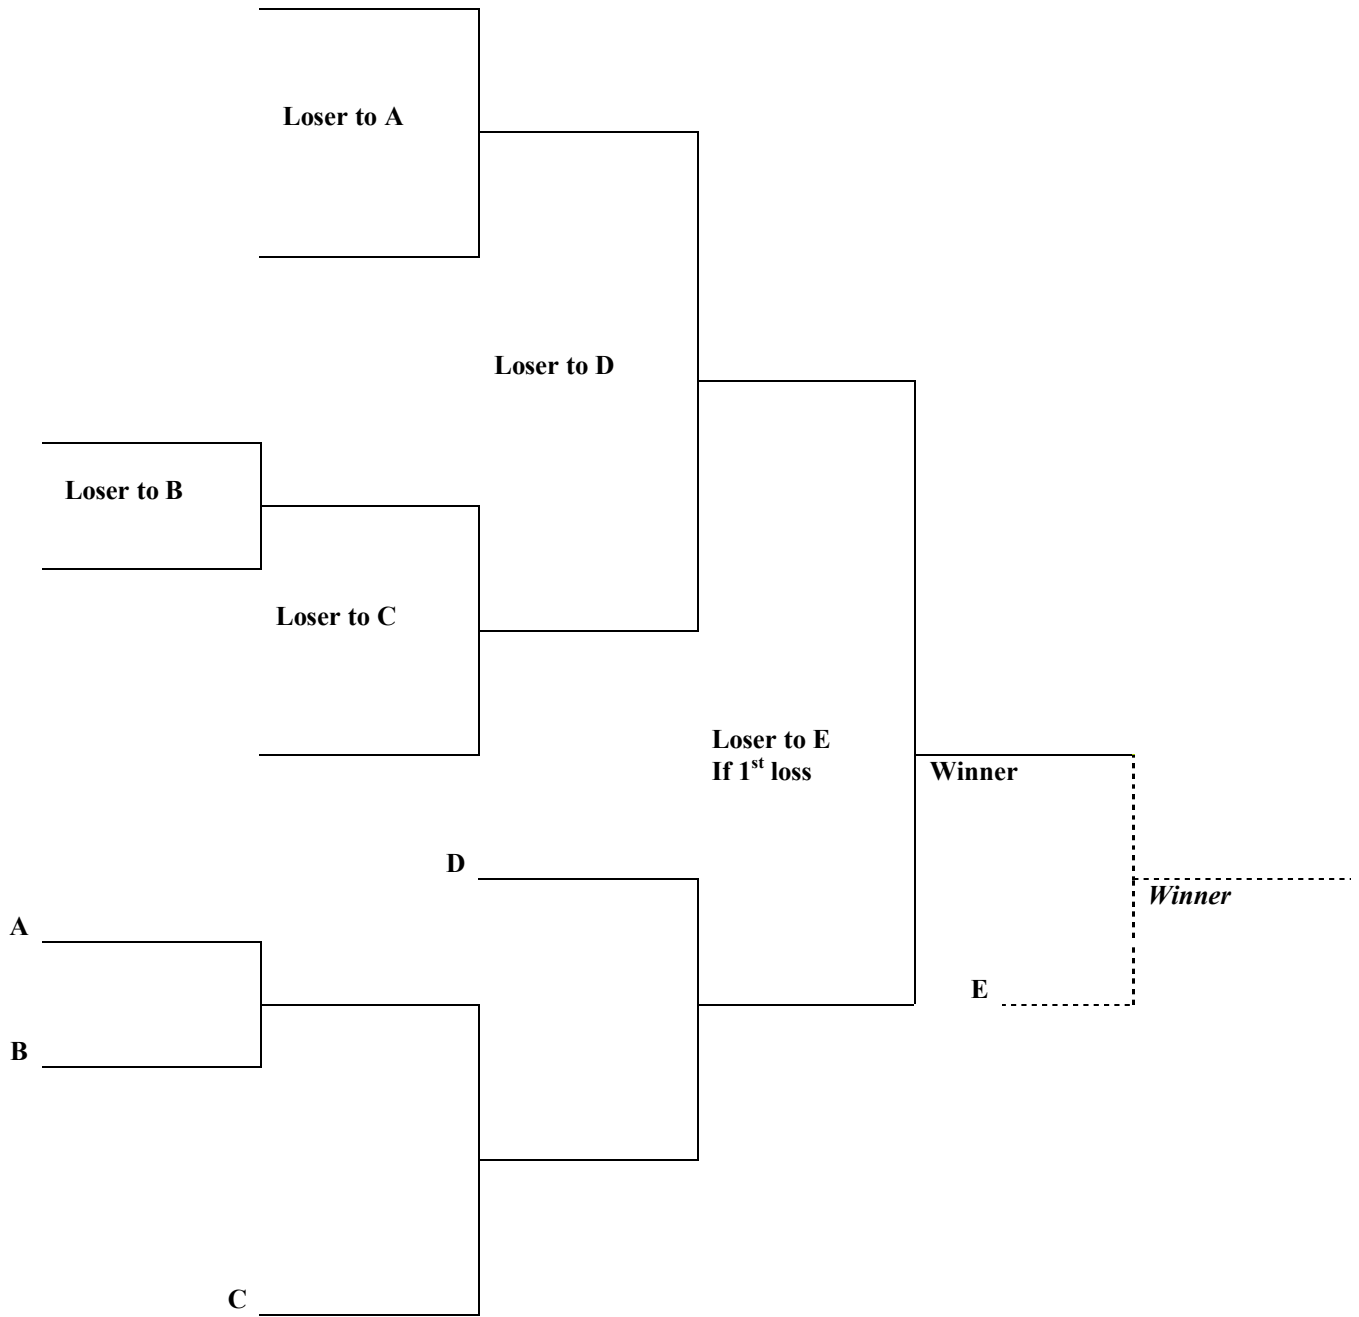 Loser to A
Loser to D
Loser to B
Loser to C
Loser to E
If 1st loss
Winner
D
Winner
A
E
B
C